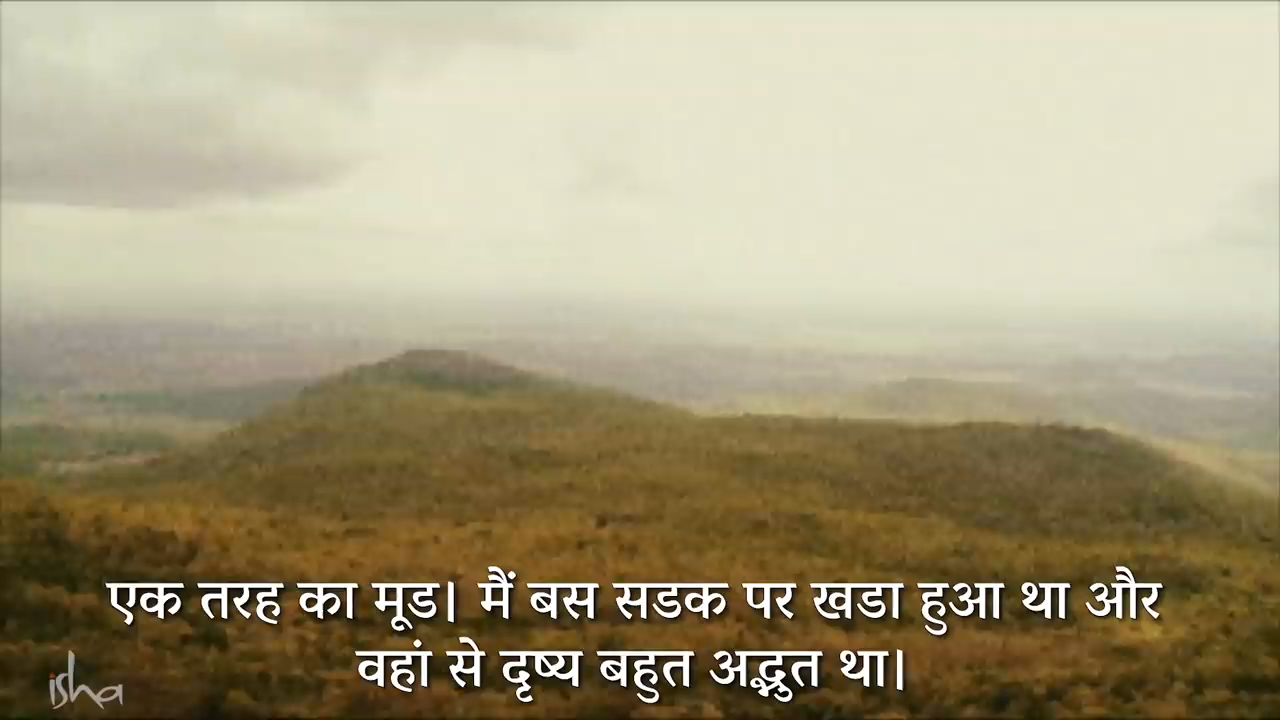 एक तरह का मूड। मैं बस सडक पर खडा हुआ था और
वहां से दृष्य बहुत अद्भुत था।
isha